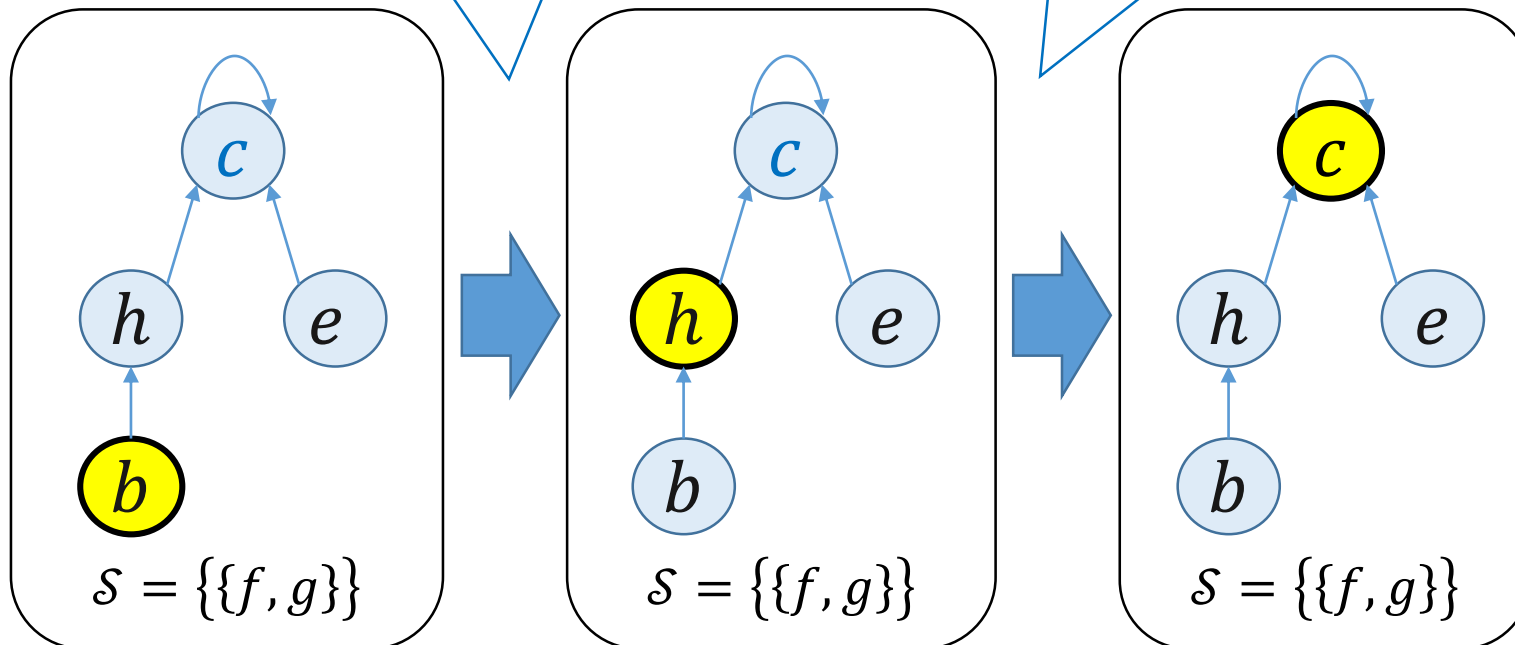 c
h
e
b
𝒮 = {{f, g}}
c
h
e
b
𝒮 = {{f, g}}
c
h
e
b
𝒮 = {{f, g}}